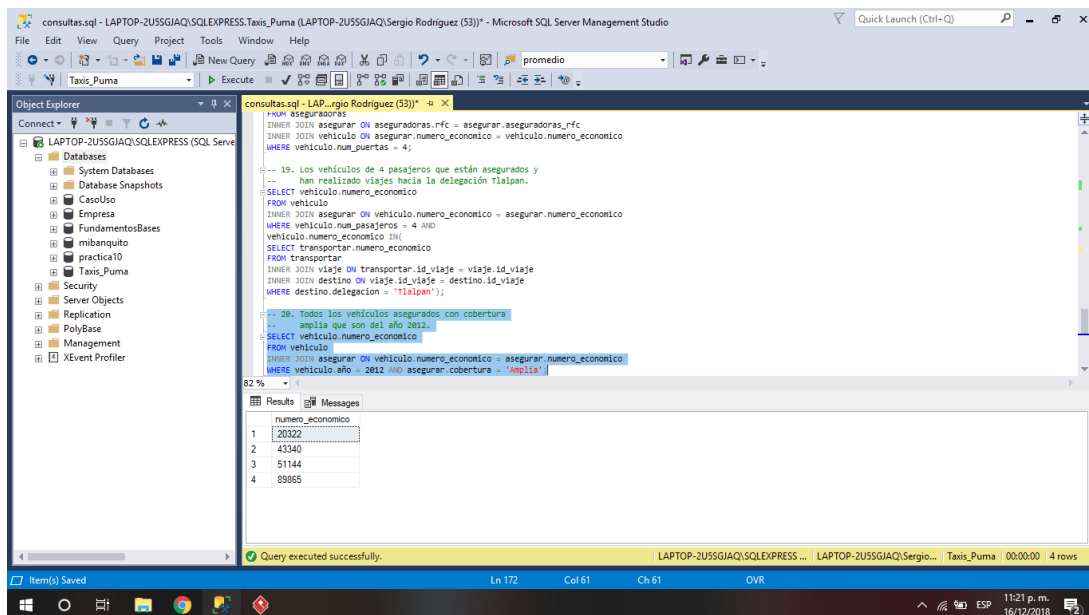 consultas.sql - LAPTOP-2U5SGJAQ\SQLEXPRESS.Taxis_Puma (LAPTOP-2U5SGJAQ\Sergio Rodríguez (53))* - Microsoft SQL Server Management Studio
Quick Launch (Ctrl+Q)
File Edit View Query Project Tools Window Help
New Query
promedio
Taxis_Puma
Execute
Object Explorer
consultas.sql - LAP...rgio Rodríguez (53))*
Connect
LAPTOP-2U5SGJAQ\SQLEXPRESS (SQL Serve
Databases
System Databases
Database Snapshots
CasoUso
Empresa
FundamentosBases
mibanquito
practica10
Taxis_Puma
Security
Server Objects
Replication
PolyBase
Management
XEvent Profiler
FROM aseguradoras
INNER JOIN asegurar ON aseguradoras.rfc = asegurar.aseguradoras_rfc
INNER JOIN vehiculo ON asegurar.numero_economico = vehiculo.numero_economico
WHERE vehiculo.num_puertas = 4;
-- 19. Los vehículos de 4 pasajeros que están asegurados y
-- han realizado viajes hacia la delegación Tlalpan.
SELECT vehiculo.numero_economico
FROM vehiculo
INNER JOIN asegurar ON vehiculo.numero_economico = asegurar.numero_economico
WHERE vehiculo.num_pasajeros = 4 AND
vehiculo.numero_economico IN(
SELECT transportar.numero_economico
FROM transportar
INNER JOIN viaje ON transportar.id_viaje = viaje.id_viaje
INNER JOIN destino ON viaje.id_viaje = destino.id_viaje
WHERE destino.delegacion = 'Tlalpan');
-- 20. Todos los vehículos asegurados con cobertura
-- amplia que son del año 2012.
SELECT vehiculo.numero_economico
FROM vehiculo
INNER JOIN asegurar ON vehiculo.numero_economico = asegurar.numero_economico
WHERE vehiculo.año = 2012 AND asegurar.cobertura = 'Amplia';
82 %
Results Messages
numero_economico
1 20322
2 43340
3 51144
4 89865
Query executed successfully.
LAPTOP-2U5SGJAQ\SQLEXPRESS ... LAPTOP-2U5SGJAQ\Sergio... Taxis_Puma 00:00:00 4 rows
Item(s) Saved Ln 172 Col 61 Ch 61 OVR
ESP
11:21 p. m.
16/12/2018